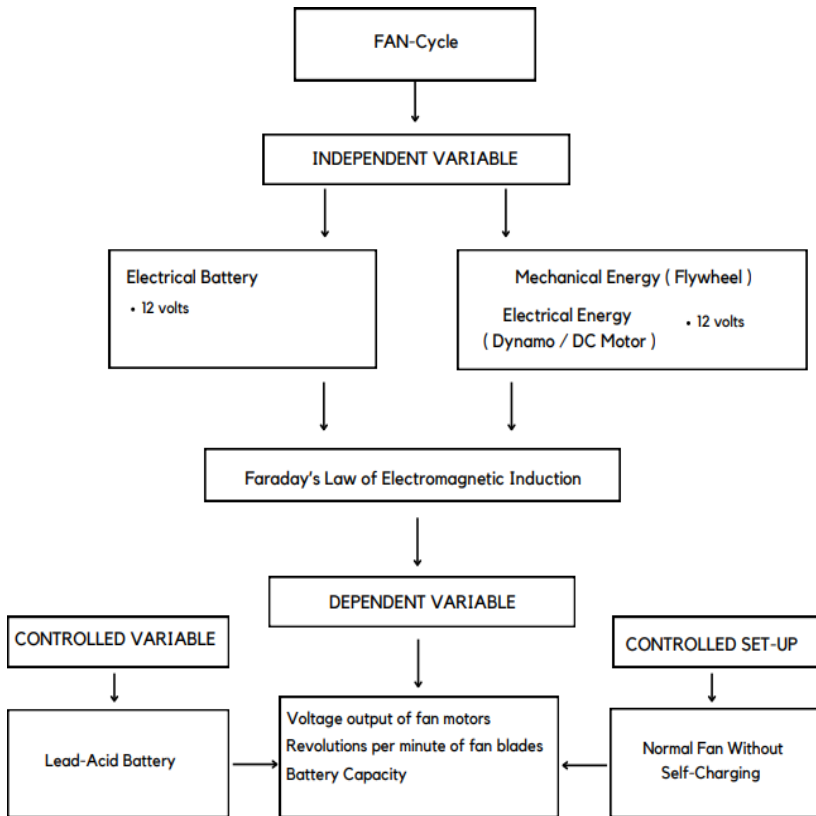 FAN-Cycle
INDEPENDENT VARIABLE
Electrical Battery
• 12 volts
Mechanical Energy ( Flywheel )
Electrical Energy
( Dynamo / DC Motor )
• 12 volts
Faraday's Law of Electromagnetic Induction
DEPENDENT VARIABLE
CONTROLLED VARIABLE
CONTROLLED SET-UP
Lead-Acid Battery
Voltage output of fan motors
Revolutions per minute of fan blades
Battery Capacity
Normal Fan Without
Self-Charging